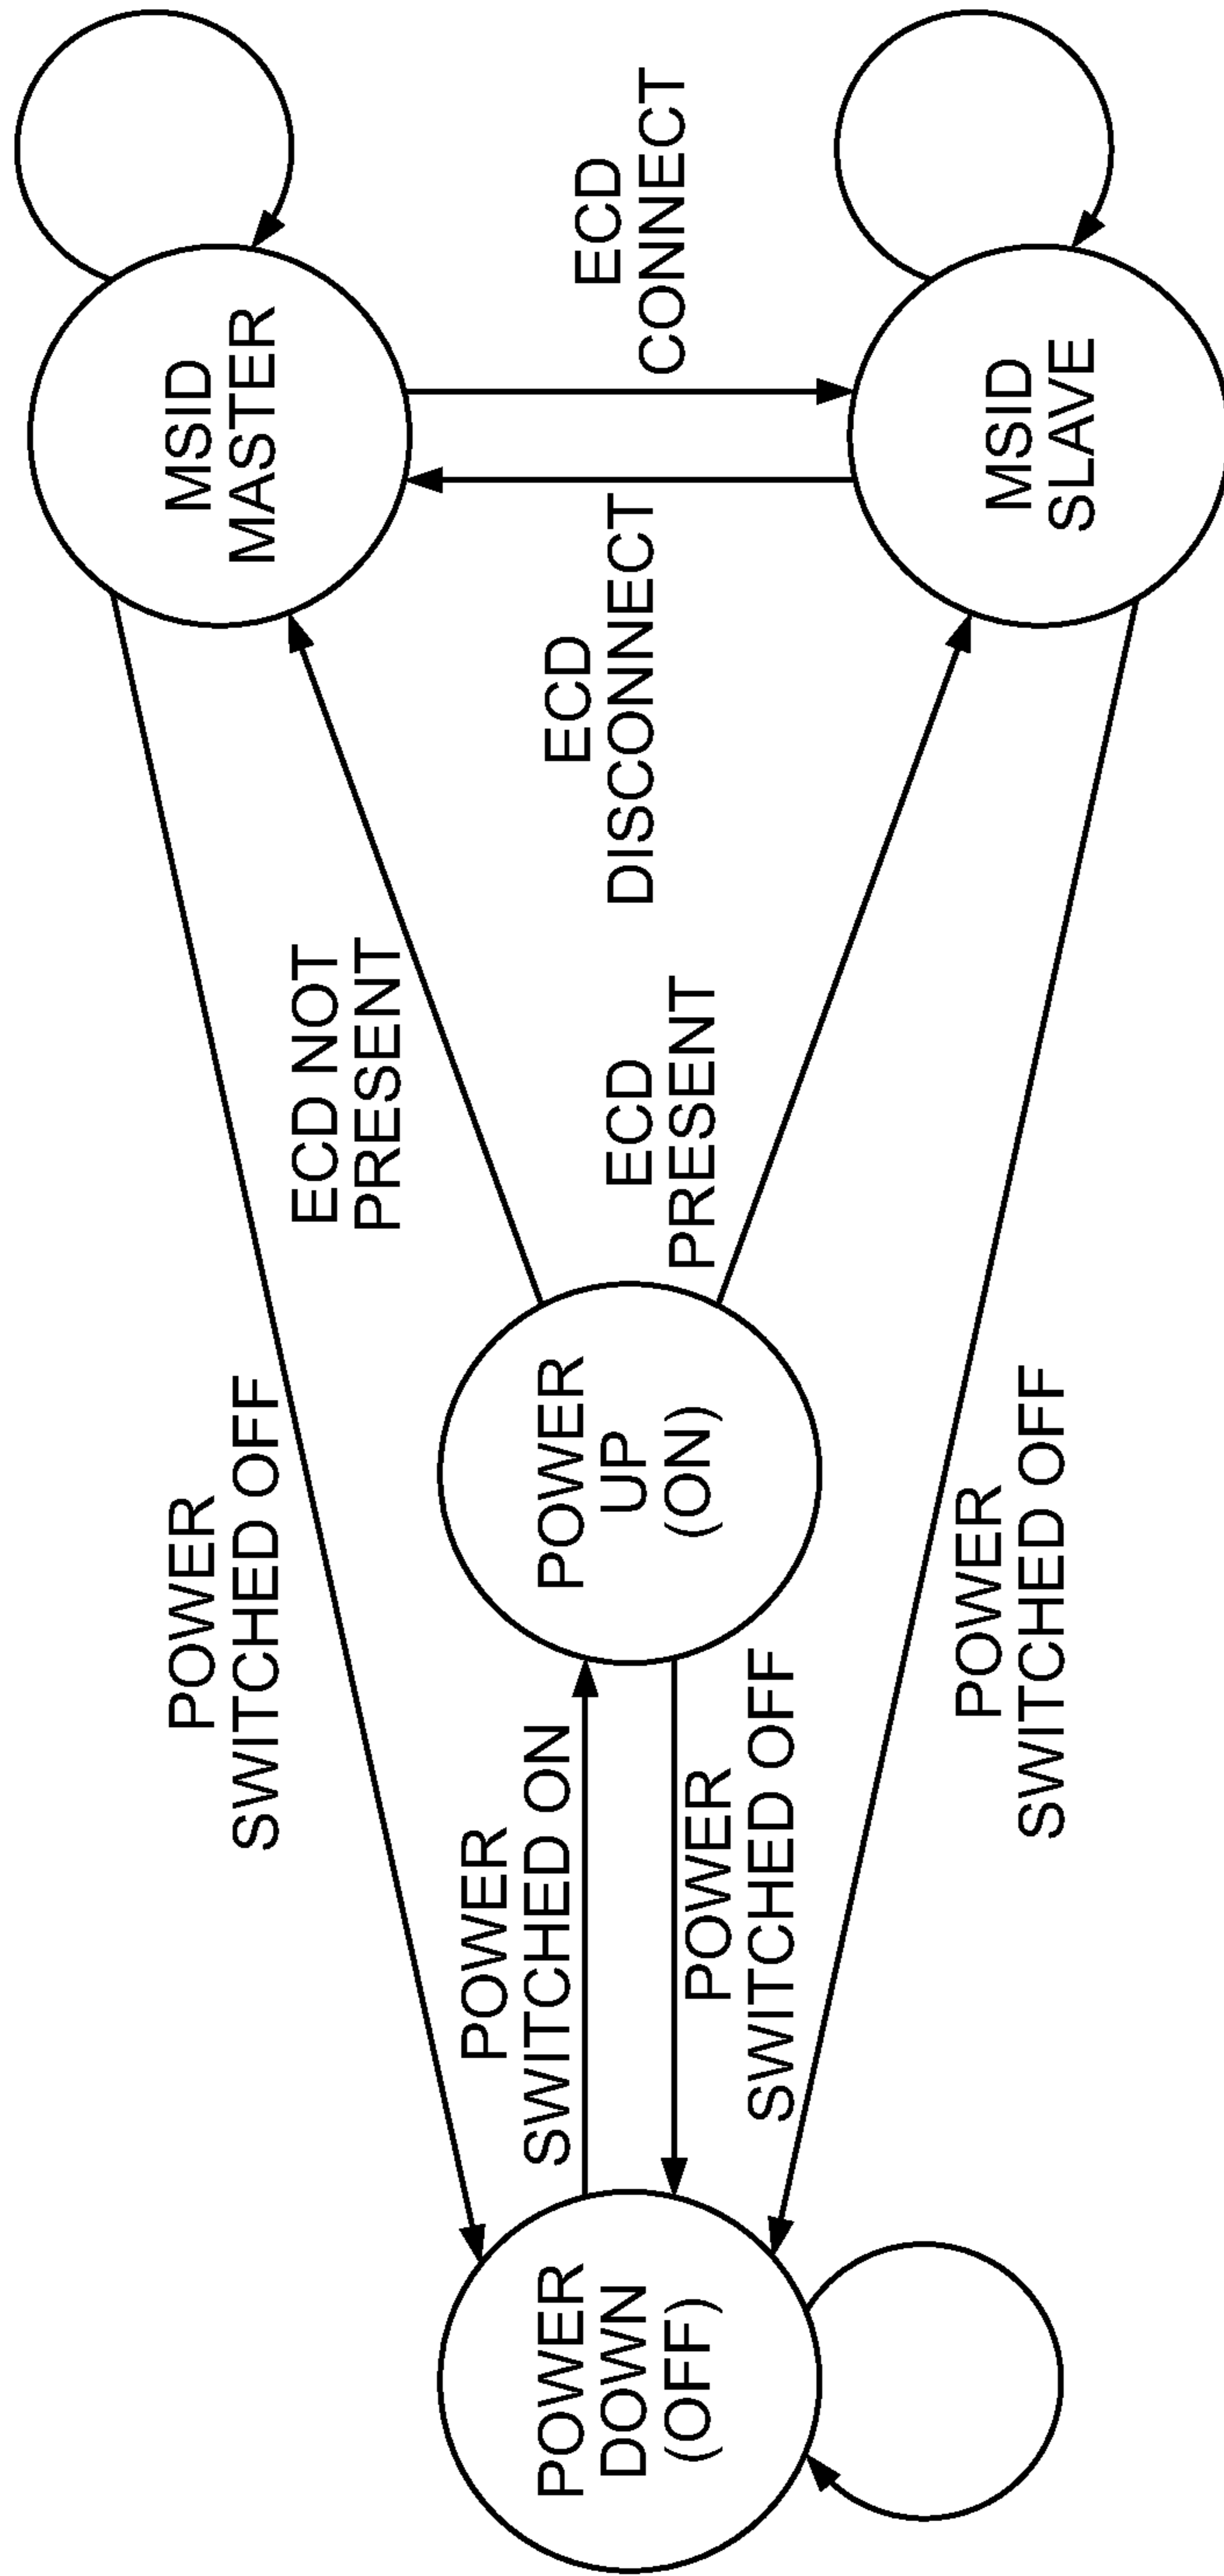 POWER
SWITCHED OFF
MSID
MASTER
ECD NOT
PRESENT
POWER
SWITCHED ON
POWER
DOWN
(OFF)
POWER
UP
(ON)
ECD
DISCONNECT
ECD
CONNECT
ECD
PRESENT
POWER
SWITCHED OFF
POWER
SWITCHED OFF
MSID
SLAVE